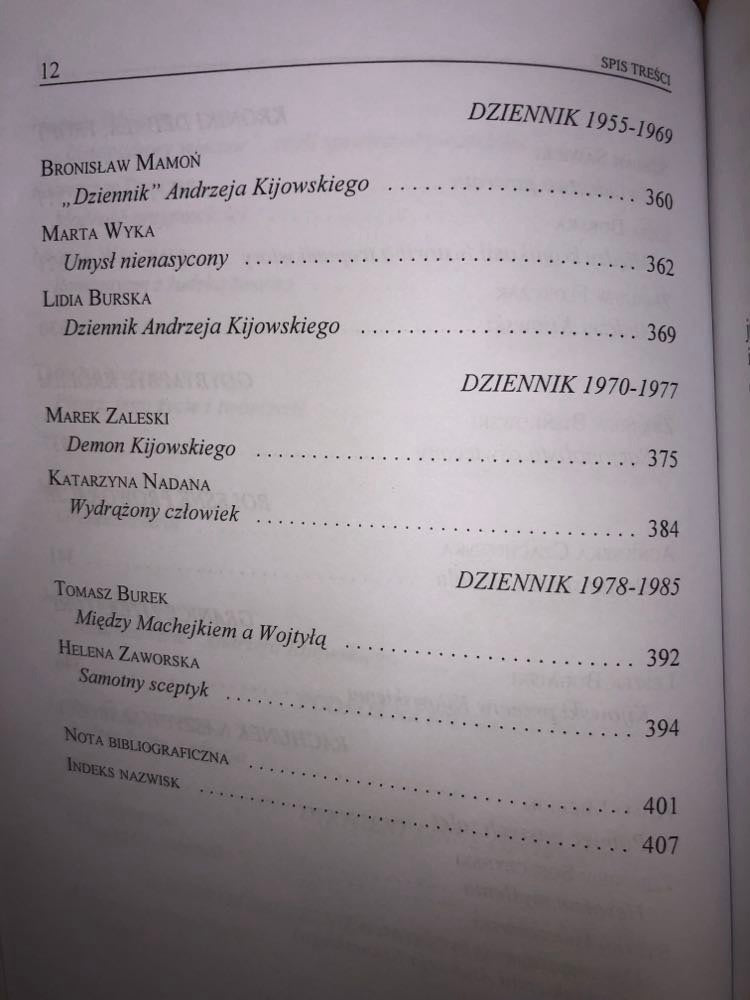 12 SPIS TREŚCI
DZIENNIK 1955-1969
BRONISŁAW MAMOŃ
„Dziennik” Andrzeja Kijowskiego . . . . . . . . . . . . . . . . . . . . 360
MARTA WYKA
Umysł nienasycony . . . . . . . . . . . . . . . . . . . . . . . . . . . . . . 362
LIDIA BURSKA
Dziennik Andrzeja Kijowskiego . . . . . . . . . . . . . . . . . . . . . . 369
DZIENNIK 1970-1977
MAREK ZALESKI
Demon Kijowskiego . . . . . . . . . . . . . . . . . . . . . . . . . . . . . 375
KATARZYNA NADANA
Wydrążony człowiek . . . . . . . . . . . . . . . . . . . . . . . . . . . . . 384
DZIENNIK 1978-1985
TOMASZ BUREK
Między Machejkiem a Wojtyłą . . . . . . . . . . . . . . . . . . . . . . 392
HELENA ZAWORSKA
Samotny sceptyk . . . . . . . . . . . . . . . . . . . . . . . . . . . . . . . . 394
NOTA BIBLIOGRAFICZNA . . . . . . . . . . . . . . . . . . . . . . . . . . . . . 401
INDEKS NAZWISK . . . . . . . . . . . . . . . . . . . . . . . . . . . . . . . . . 407